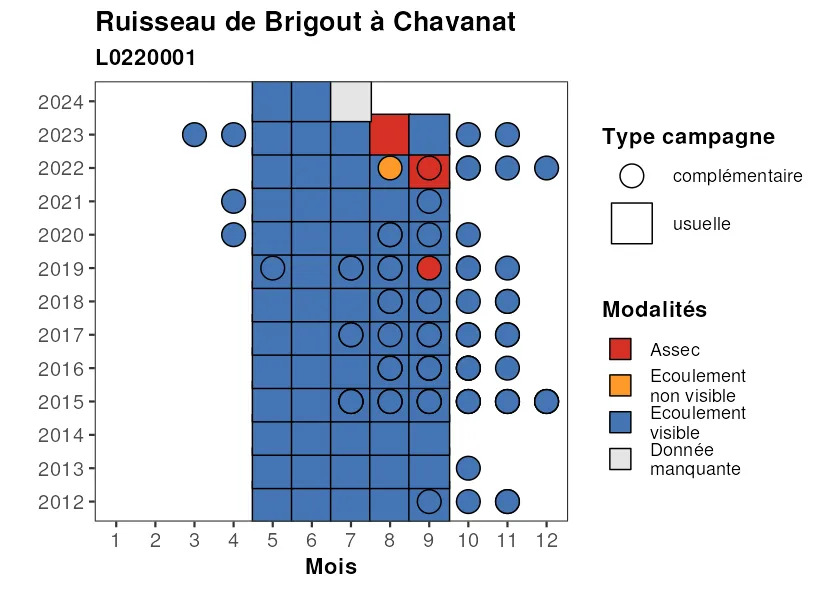 Ruisseau de Brigout à Chavanat
L0220001
2024
2023
2022
2021
2020
2019
2018
2017
2016
2015
2014
2013
2012
1 2 3 4 5 6 7 8 9 10 11 12
Mois
Type campagne
complémentaire
usuelle
Modalités
Assec
Ecoulement
non visible
Ecoulement
visible
Donnée
manquante